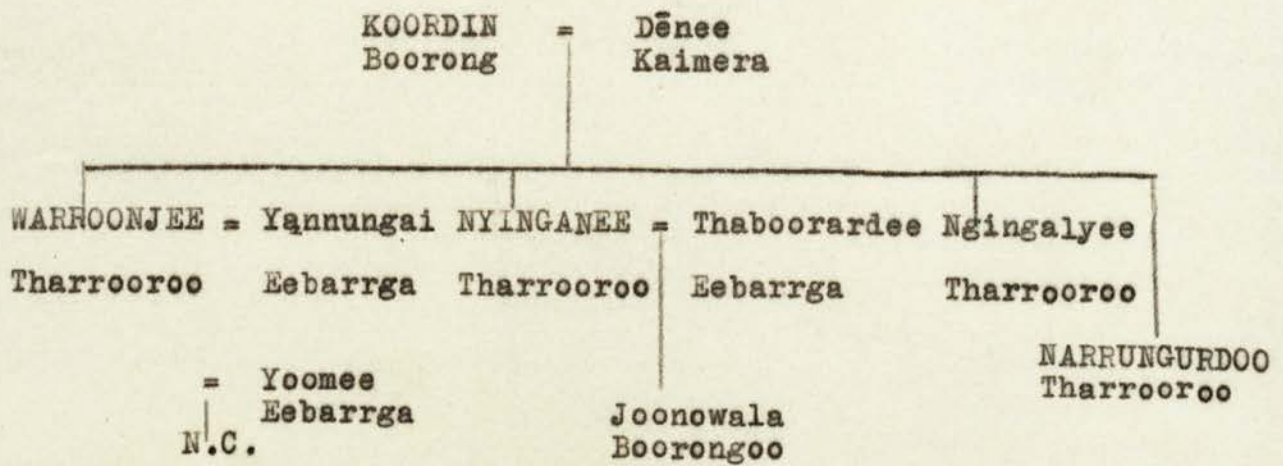 KOORDIN = Dēnee
Boorong Kaimera
WARROONJEE = Yannungai NYINGANEE = Thaboorardee Ngingalyee
Tharrooroo Eebarrga Tharrooroo Eebarrga Tharrooroo
NARRUNGURDOO
Tharrooroo
= Yoomee
Eebarrga
N.C.
Joonowala
Boorongoo